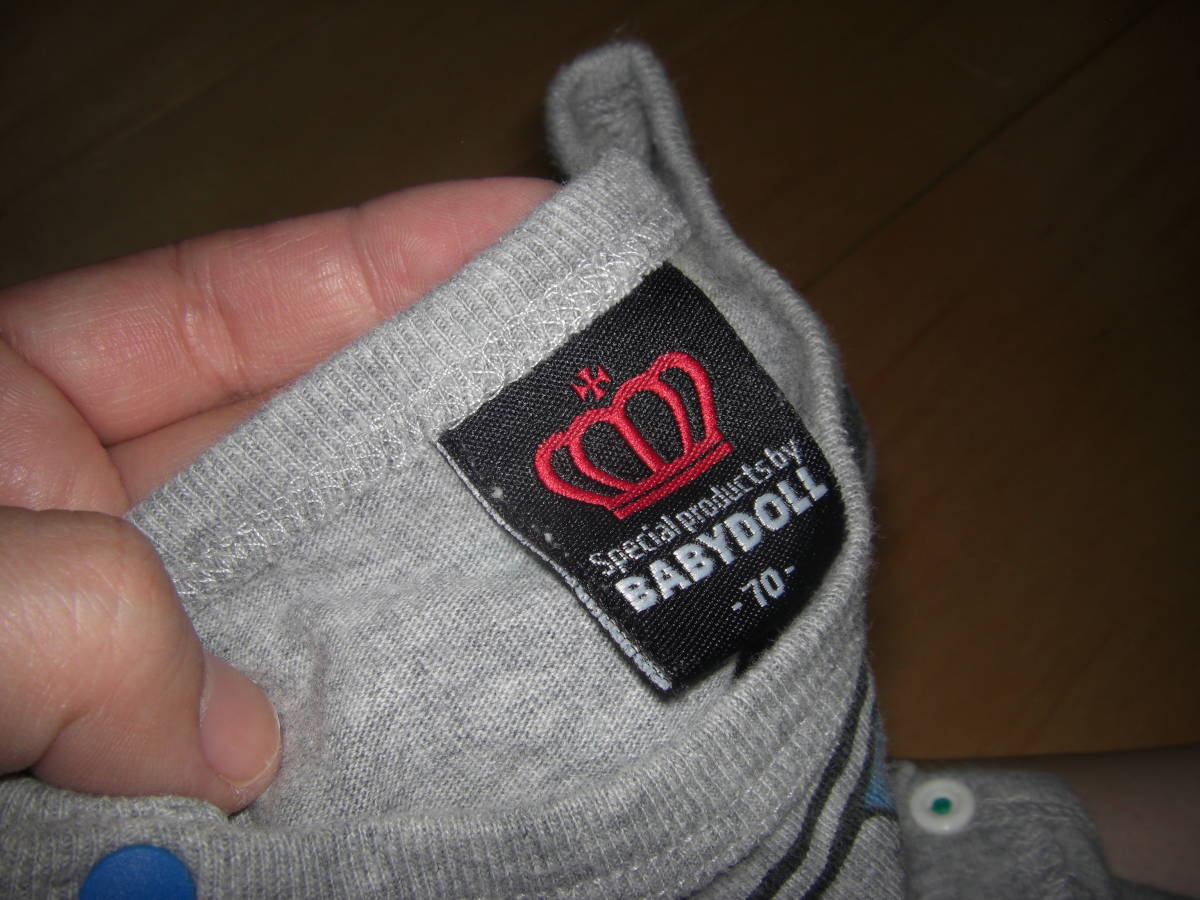 Special products by
BABYDOLL
- 70 -